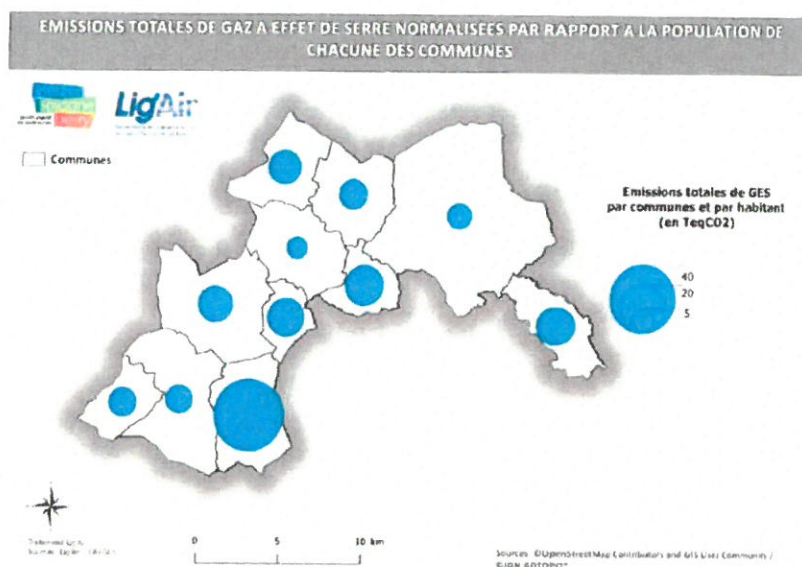 EMISSIONS TOTALES DE GAZ A EFFET DE SERRE NORMALISEES PAR RAPPORT A LA POPULATION DE
CHACUNE DES COMMUNES
Lig'Air
Communes
Emissions totales de GES
par communes et par habitant
(en TeqCO2)
40
20
5
0
5
10 km
Sources : ©OpenStreetMap Contributors and GIS User Community /